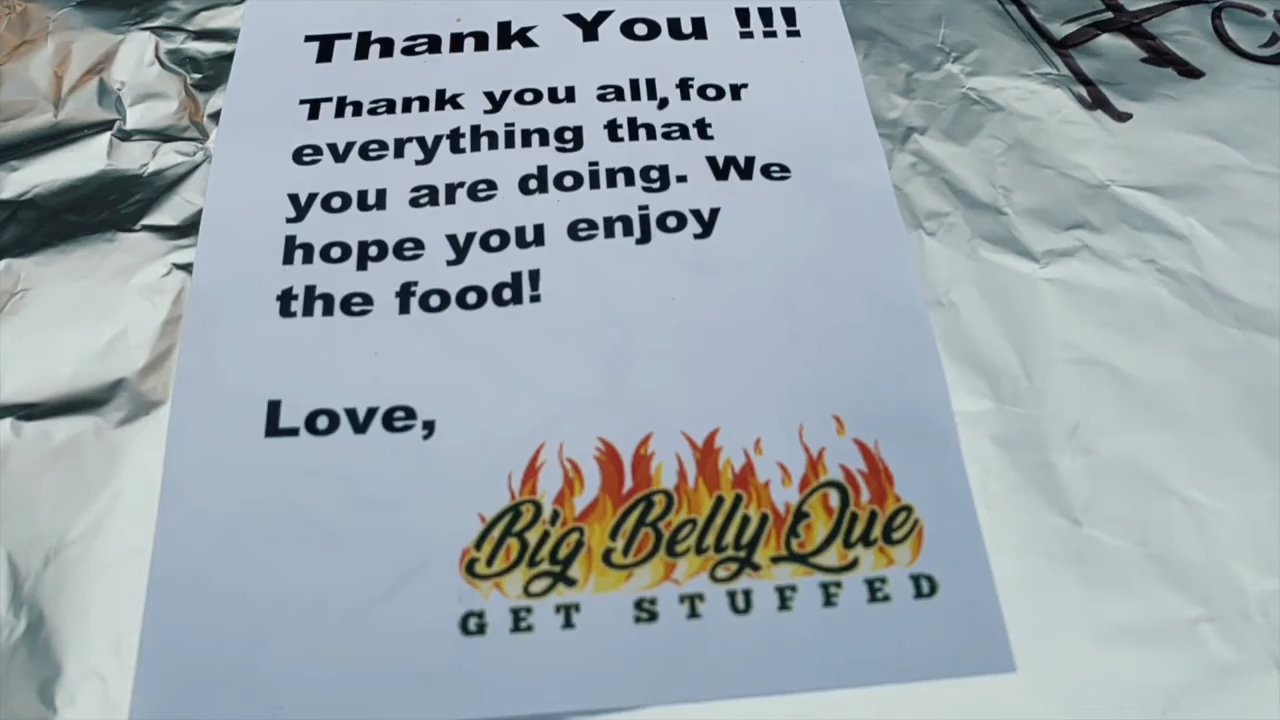 Thank You !!!
Thank you all, for
everything that
you are doing. We
hope you enjoy
the food!
Love,
Big Belly Que
GET STUFFED